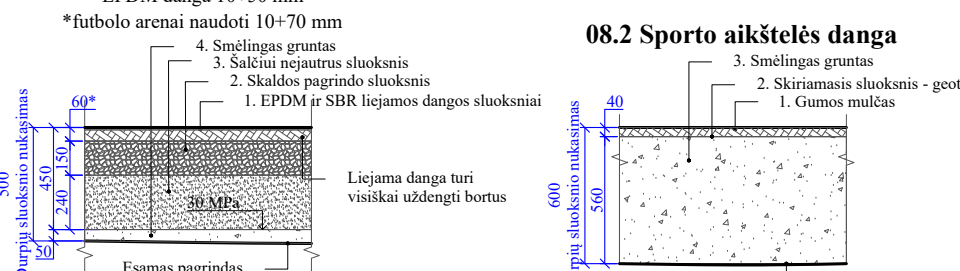 EPDM danga 10+50 mm
*futbolo arenai naudoti 10+70 mm
4. Smėlingas gruntas
3. Šalčiui nejautrus sluoksnis
2. Skaldos pagrindo sluoksnis
1. EPDM ir SBR liejamos dangos sluoksniai
60*
500
Durpių sluoksnio nukasimas
450
150
240
50
30 MPa
Liejama danga turi
visiškai uždengti bortus
Esamas pagrindas
08.2 Sporto aikštelės danga
3. Smėlingas gruntas
2. Skiriamasis sluoksnis - geot
1. Gumos mulčas
40
600
rpių sluoksnio nukasimas
560